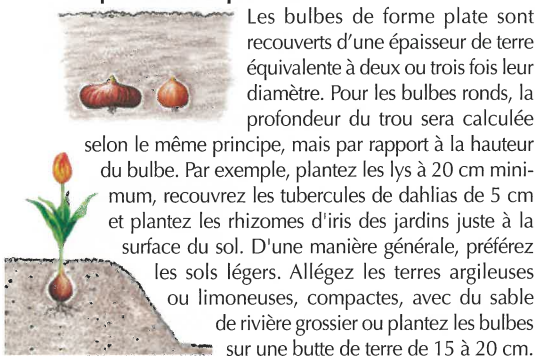 Les bulbes de forme plate sont
recouverts d'une épaisseur de terre
équivalente à deux ou trois fois leur
diamètre. Pour les bulbes ronds, la
profondeur du trou sera calculée
selon le même principe, mais par rapport à la hauteur
du bulbe. Par exemple, plantez les lys à 20 cm mini-
mum, recouvrez les tubercules de dahlias de 5 cm
et plantez les rhizomes d'iris des jardins juste à la
surface du sol. D'une manière générale, préférez
les sols légers. Allégez les terres argileuses
ou limoneuses, compactes, avec du sable
de rivière grossier ou plantez les bulbes
sur une butte de terre de 15 à 20 cm.